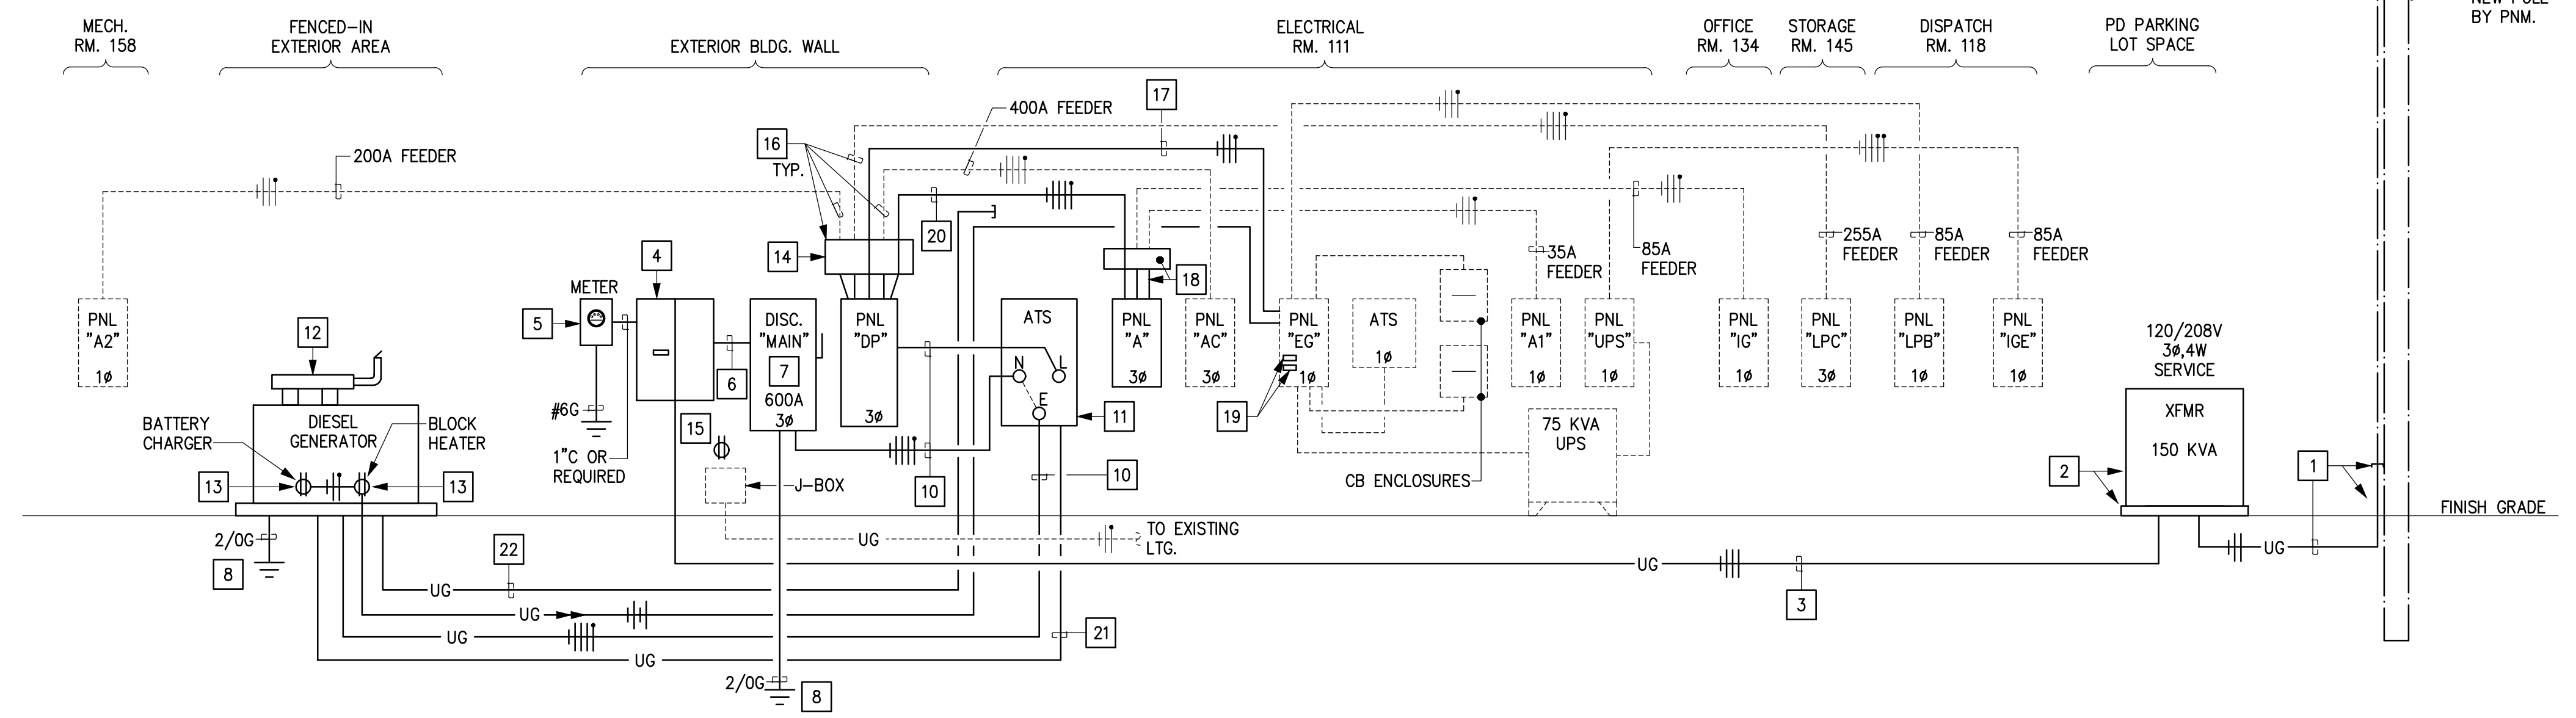 MECH.
RM. 158
FENCED-IN
EXTERIOR AREA
EXTERIOR BLDG. WALL
ELECTRICAL
RM. 111
OFFICE
RM. 134
STORAGE
RM. 145
DISPATCH
RM. 118
PD PARKING
LOT SPACE
BY PNM.
17
400A FEEDER
16
TYP.
200A FEEDER
20
14
4
18
255A
FEEDER
85A
FEEDER
85A
FEEDER
35A
FEEDER
85A
FEEDER
METER
5
PNL
"A2"
1ø
12
DISC.
"MAIN"
7
600A
3ø
PNL
"DP"
3ø
ATS
N
L
E
PNL
"A"
3ø
PNL
"AC"
3ø
PNL
"EG"
1ø
ATS
1ø
PNL
"A1"
1ø
PNL
"UPS"
1ø
PNL
"IG"
1ø
PNL
"LPC"
3ø
PNL
"LPB"
1ø
PNL
"IGE"
1ø
120/208V
3ø,4W
SERVICE
XFMR
150 KVA
6
#6G
11
19
15
BATTERY
CHARGER
DIESEL
GENERATOR
BLOCK
HEATER
13
13
1"C OR
REQUIRED
J-BOX
10
10
CB ENCLOSURES
75 KVA
UPS
2
1
FINISH GRADE
2/0G
8
22
UG
TO EXISTING
LTG.
UG
UG
3
UG
UG
UG
21
UG
2/0G
8